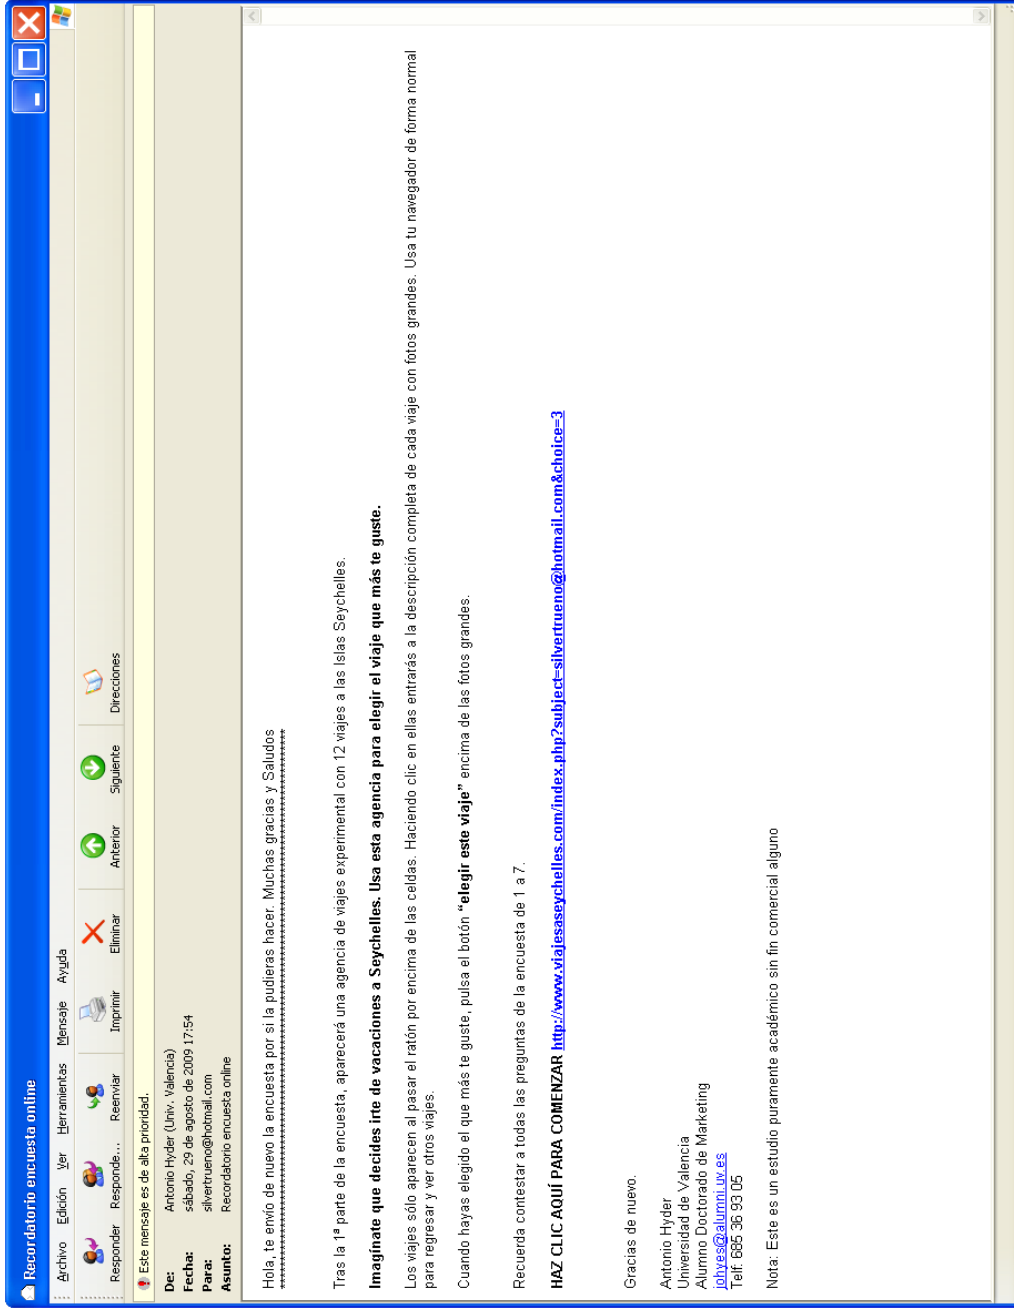 Recordatorio encuesta online
Archivo Edición Ver Herramientas Mensaje Ayuda
Responder Responde... Reenviar Imprimir Eliminar Anterior Siguiente Direcciones
Este mensaje es de alta prioridad.
De: Antonio Hyder (Univ. Valencia)
Fecha: sábado, 29 de agosto de 2009 17:54
Para: silvertrueno@hotmail.com
Asunto: Recordatorio encuesta online
Hola, te envío de nuevo la encuesta por si la pudieras hacer. Muchas gracias y Saludos
Tras la 1ª parte de la encuesta, aparecerá una agencia de viajes experimental con 12 viajes a las Islas Seychelles.
Imagínate que decides irte de vacaciones a Seychelles. Usa esta agencia para elegir el viaje que más te guste.
Los viajes sólo aparecen al pasar el ratón por encima de las celdas. Haciendo clic en ellas entrarás a la descripción completa de cada viaje con fotos grandes. Usa tu navegador de forma normal
para regresar y ver otros viajes.
Cuando hayas elegido el que más te guste, pulsa el botón “elegir este viaje” encima de las fotos grandes.
Recuerda contestar a todas las preguntas de la encuesta de 1 a 7.
HAZ CLIC AQUÍ PARA COMENZAR http://www.viajesaseychelles.com/index.php?subject=silvertrueno@hotmail.com&choice=3
Gracias de nuevo.
Antonio Hyder
Universidad de Valencia
Alumno Doctorado de Marketing
johyes@alumni.uv.es
Telf: 685 36 93 05
Nota: Este es un estudio puramente académico sin fin comercial alguno